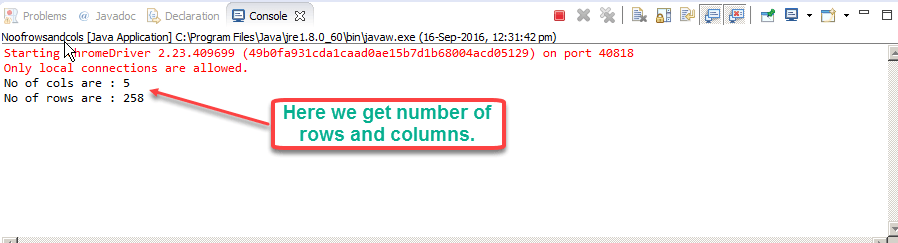 Problems @ Javadoc Declaration Console
Noofrowsandcols [Java Application] C:\Program Files\Java\jre1.8.0_60\bin\javaw.exe (16-Sep-2016, 12:31:42 pm)
Starting ChromeDriver 2.23.409699 (49b0fa931cda1caad0ae15b7d1b68004acd05129) on port 40818
Only local connections are allowed.
No of cols are : 5
No of rows are : 258
Here we get number of
rows and columns.